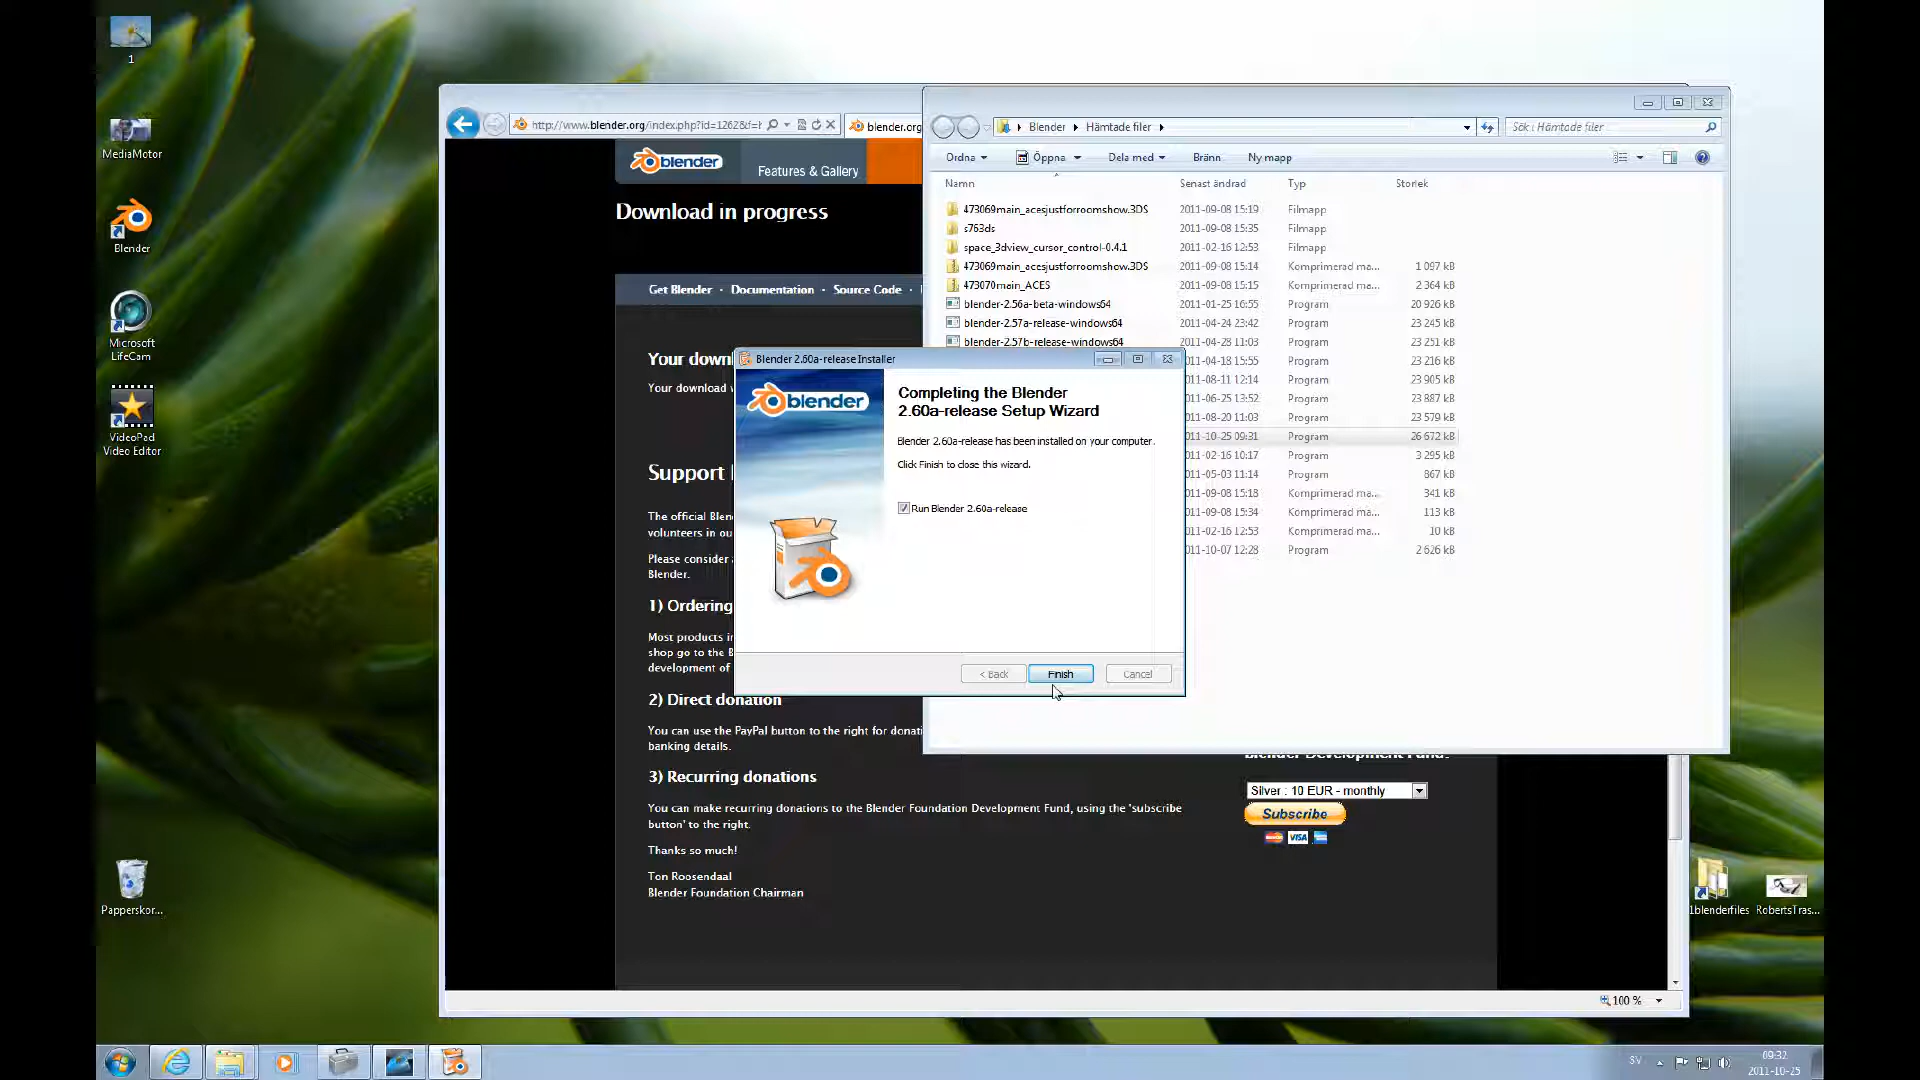 1
MediaMotor
Blender
Microsoft
LifeCam
VideoPad
Video Editor
Papperskor...
http://www.blender.org/index.php?id=1262&f=h
blender.org
blender
Features & Gallery
Download in progress
Get Blender · Documentation · Source Code ·
Your down
Your download w
Support
The official Blen
volunteers in ou
Please consider a
Blender.
1) Ordering
Most products in
shop go to the B
development of
2) Direct donation
You can use the PayPal button to the right for donati
banking details.
3) Recurring donations
You can make recurring donations to the Blender Foundation Development Fund, using the 'subscribe
button' to the right.
Thanks so much!
Ton Roosendaal
Blender Foundation Chairman
Blender Development Fund:
Silver : 10 EUR - monthly
Subscribe
VISA
100 %
Blender Hämtade filer
Sök i Hämtade filer
Ordna Öppna Dela med Bränn Ny mapp
Namn Senast ändrad Typ Storlek
473069main_acesjustforroomshow.3DS 2011-09-08 15:19 Filmapp
s763ds 2011-09-08 15:35 Filmapp
space_3dview_cursor_control-0.4.1 2011-02-16 12:53 Filmapp
473069main_acesjustforroomshow.3DS 2011-09-08 15:14 Komprimerad ma... 1 097 kB
473070main_ACES 2011-09-08 15:15 Komprimerad ma... 2 364 kB
blender-2.56a-beta-windows64 2011-01-25 16:55 Program 20 926 kB
blender-2.57a-release-windows64 2011-04-24 23:42 Program 23 245 kB
blender-2.57b-release-windows64 2011-04-28 11:03 Program 23 251 kB
011-04-18 15:55 Program 23 216 kB
011-08-11 12:14 Program 23 905 kB
011-06-25 13:52 Program 23 887 kB
011-08-20 11:03 Program 23 579 kB
011-10-25 09:31 Program 26 672 kB
011-02-16 10:17 Program 3 295 kB
011-05-03 11:14 Program 867 kB
011-09-08 15:18 Komprimerad ma... 341 kB
011-09-08 15:34 Komprimerad ma... 113 kB
011-02-16 12:53 Komprimerad ma... 10 kB
011-10-07 12:28 Program 2 626 kB
Blender 2.60a-release Installer
blender
Completing the Blender
2.60a-release Setup Wizard
Blender 2.60a-release has been installed on your computer.
Click Finish to close this wizard.
Run Blender 2.60a-release
< Back Finish Cancel
1blenderfiles
RobertsTras...
SV
09:32
2011-10-25